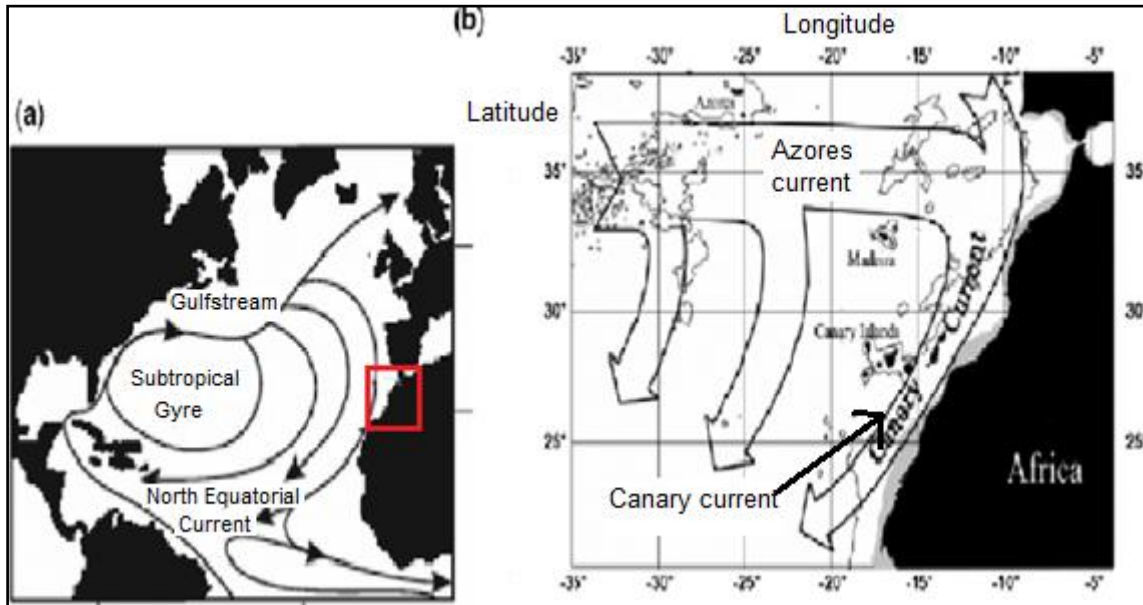 (a)
Gulfstream
Subtropical
Gyre
North Equatorial
Current
(b)
Longitude
-35° -30° -25° -20° -15° -10° -5°
Latitude
Azores
Azores
current
35°
35
Madeira
30°
30
Canary Islands
Canary Current
25°
25
Canary current
Africa
-35° -30° -25° -20° -15° -10° -5°